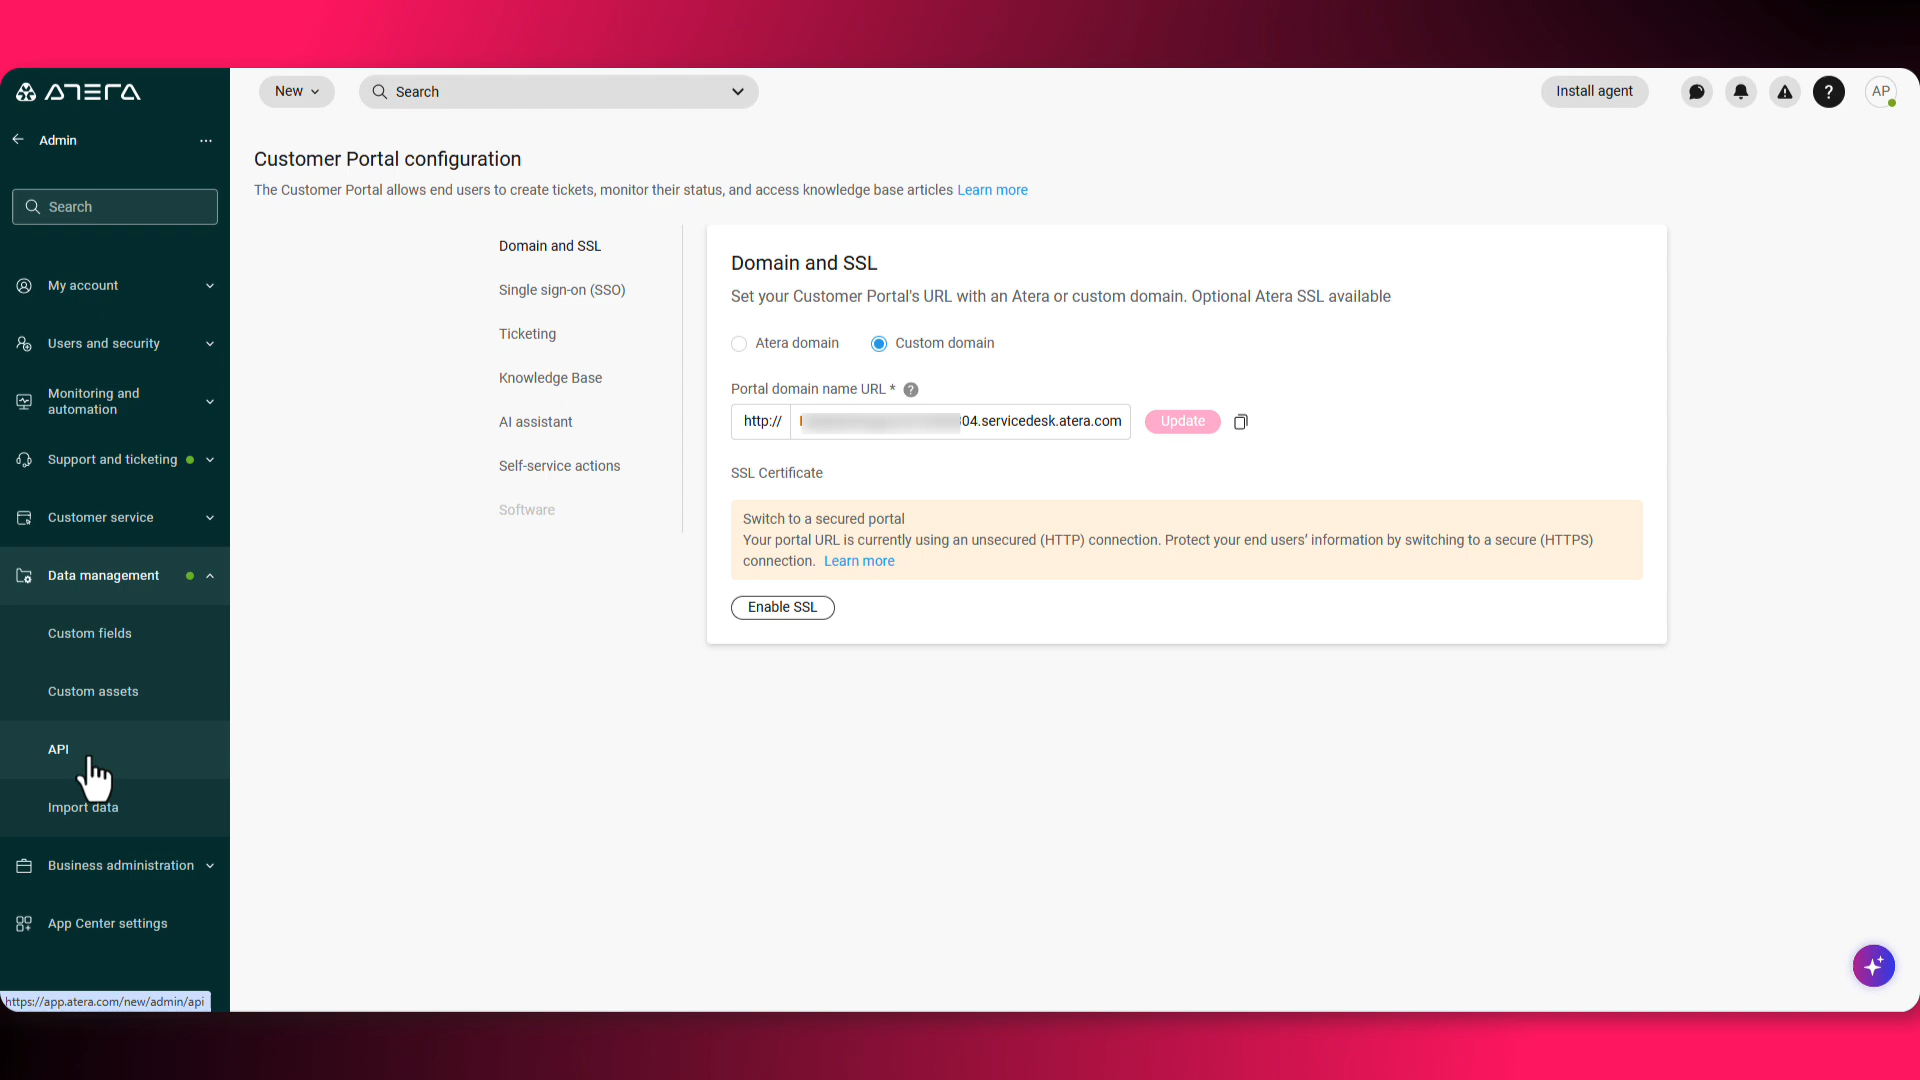 ATERA
New
Search
Install agent
?
AP
Admin
Search
My account
Users and security
Monitoring and
automation
Support and ticketing
Customer service
Data management
Custom fields
Custom assets
API
Import data
Business administration
App Center settings
https://app.atera.com/new/admin/api
Customer Portal configuration
The Customer Portal allows end users to create tickets, monitor their status, and access knowledge base articles Learn more
Domain and SSL
Single sign-on (SSO)
Ticketing
Knowledge Base
AI assistant
Self-service actions
Software
Domain and SSL
Set your Customer Portal's URL with an Atera or custom domain. Optional Atera SSL available
Atera domain
Custom domain
Portal domain name URL * ?
http://
04.servicedesk.atera.com
Update
SSL Certificate
Switch to a secured portal
Your portal URL is currently using an unsecured (HTTP) connection. Protect your end users' information by switching to a secure (HTTPS)
connection. Learn more
Enable SSL